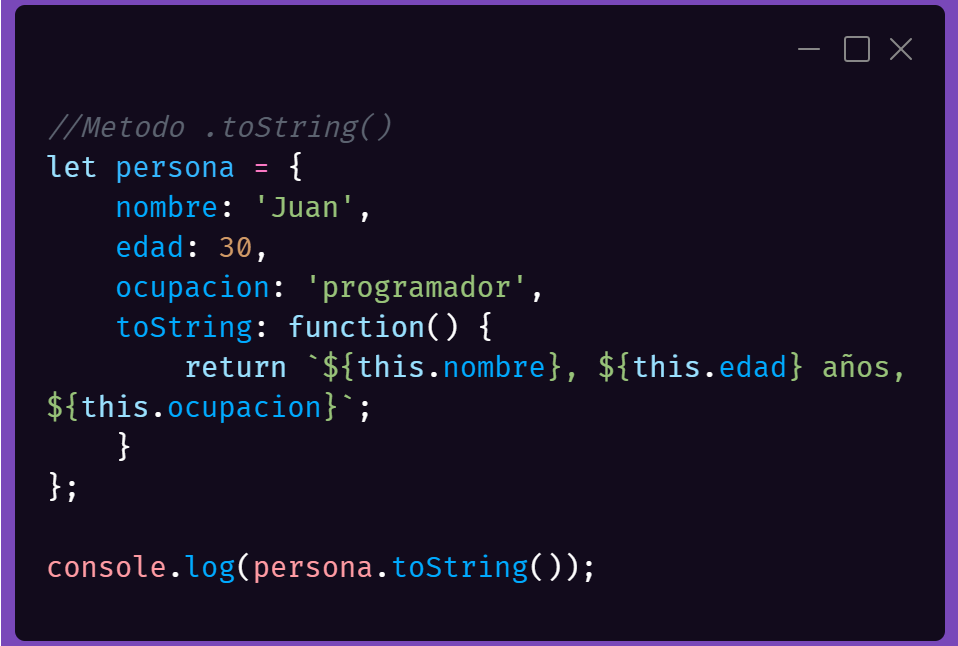 //Metodo .toString()
let persona = {
    nombre: 'Juan',
    edad: 30,
    ocupacion: 'programador',
    toString: function() {
        return `${this.nombre}, ${this.edad} años,
${this.ocupacion}`;
    }
};

console.log(persona.toString());